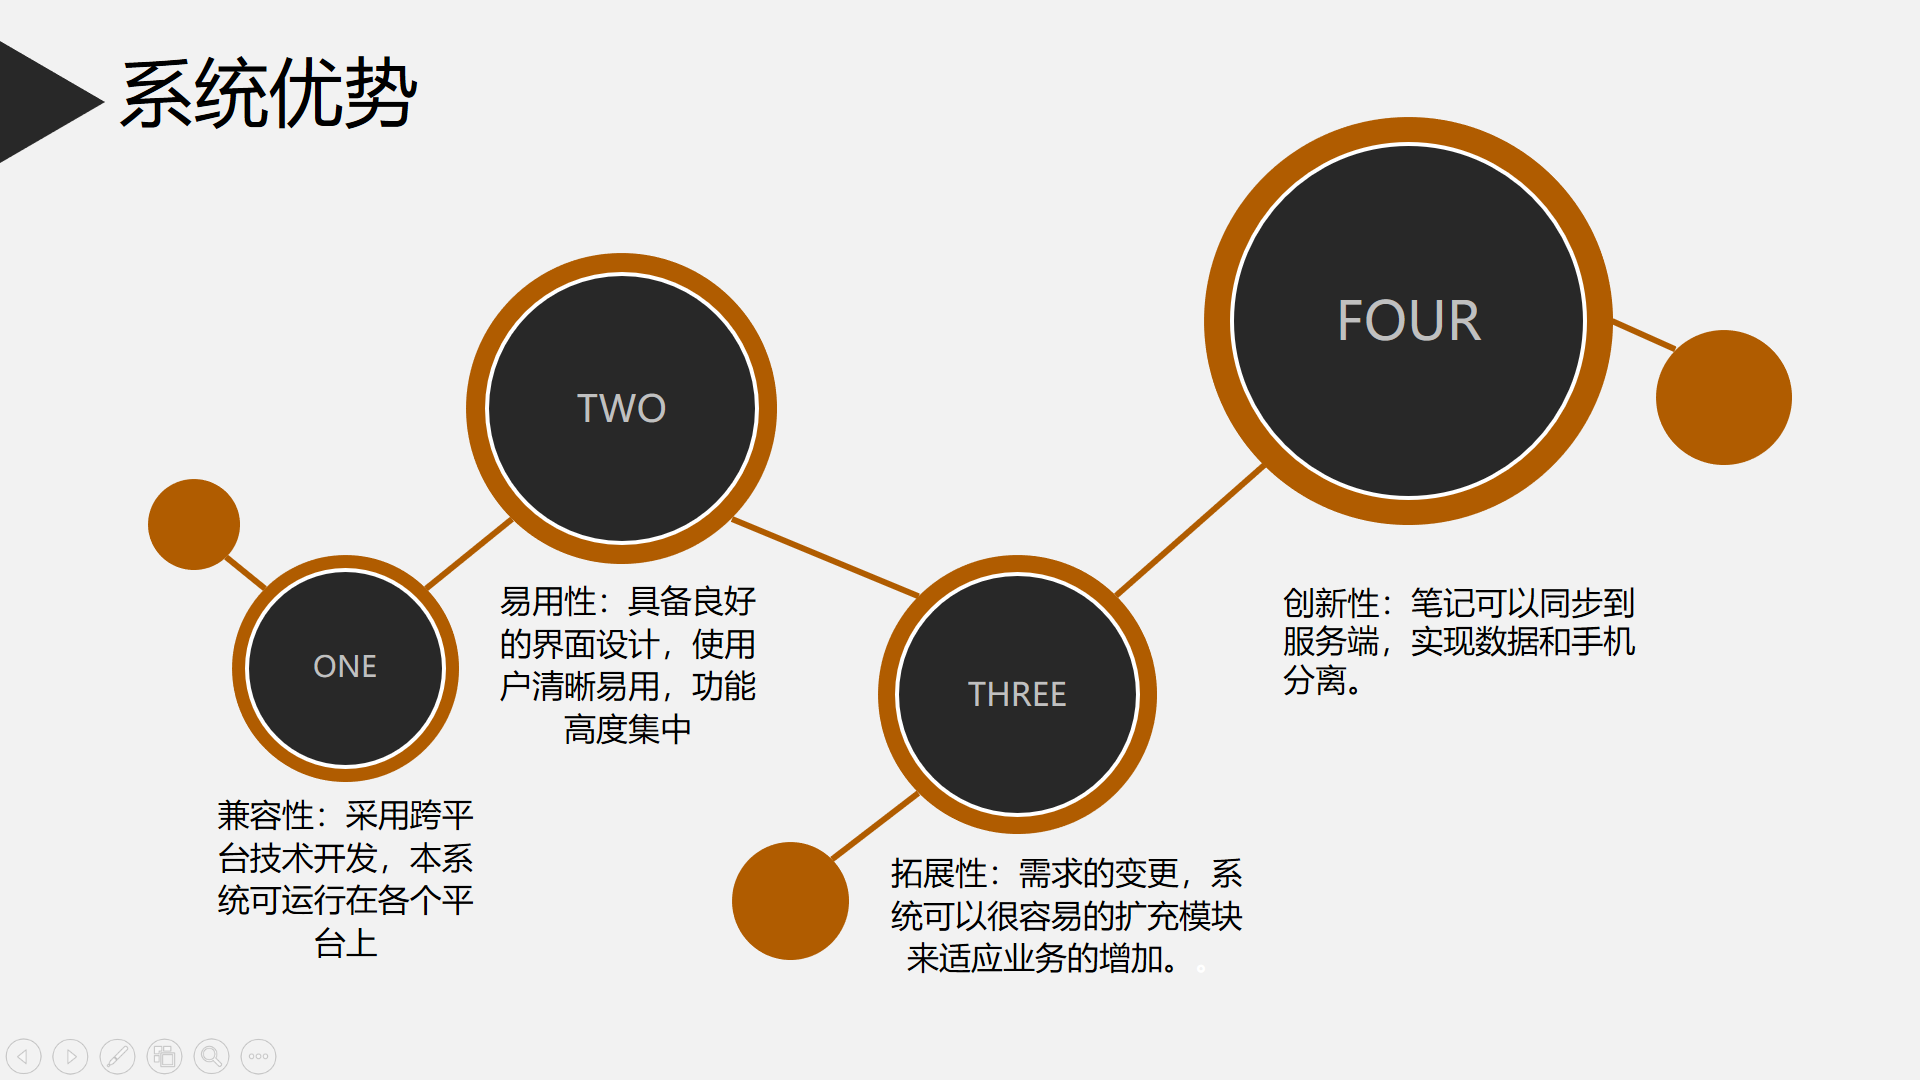 系统优势
ONE
兼容性：采用跨平
台技术开发，本系
统可运行在各个平
台上
TWO
易用性：具备良好
的界面设计，使用
户清晰易用，功能
高度集中
THREE
拓展性：需求的变更，系
统可以很容易的扩充模块
来适应业务的增加。。
FOUR
创新性：笔记可以同步到
服务端，实现数据和手机
分离。